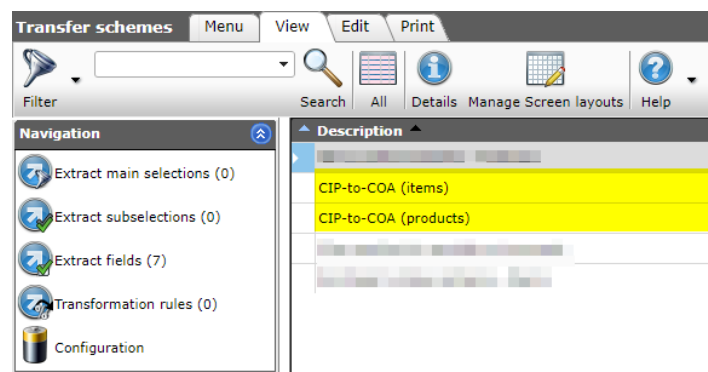 Transfer schemes Menu View Edit Print
Filter Search All Details Manage Screen layouts Help
Navigation
Extract main selections (0)
Extract subselections (0)
Extract fields (7)
Transformation rules (0)
Configuration
Description
CIP-to-COA (items)
CIP-to-COA (products)